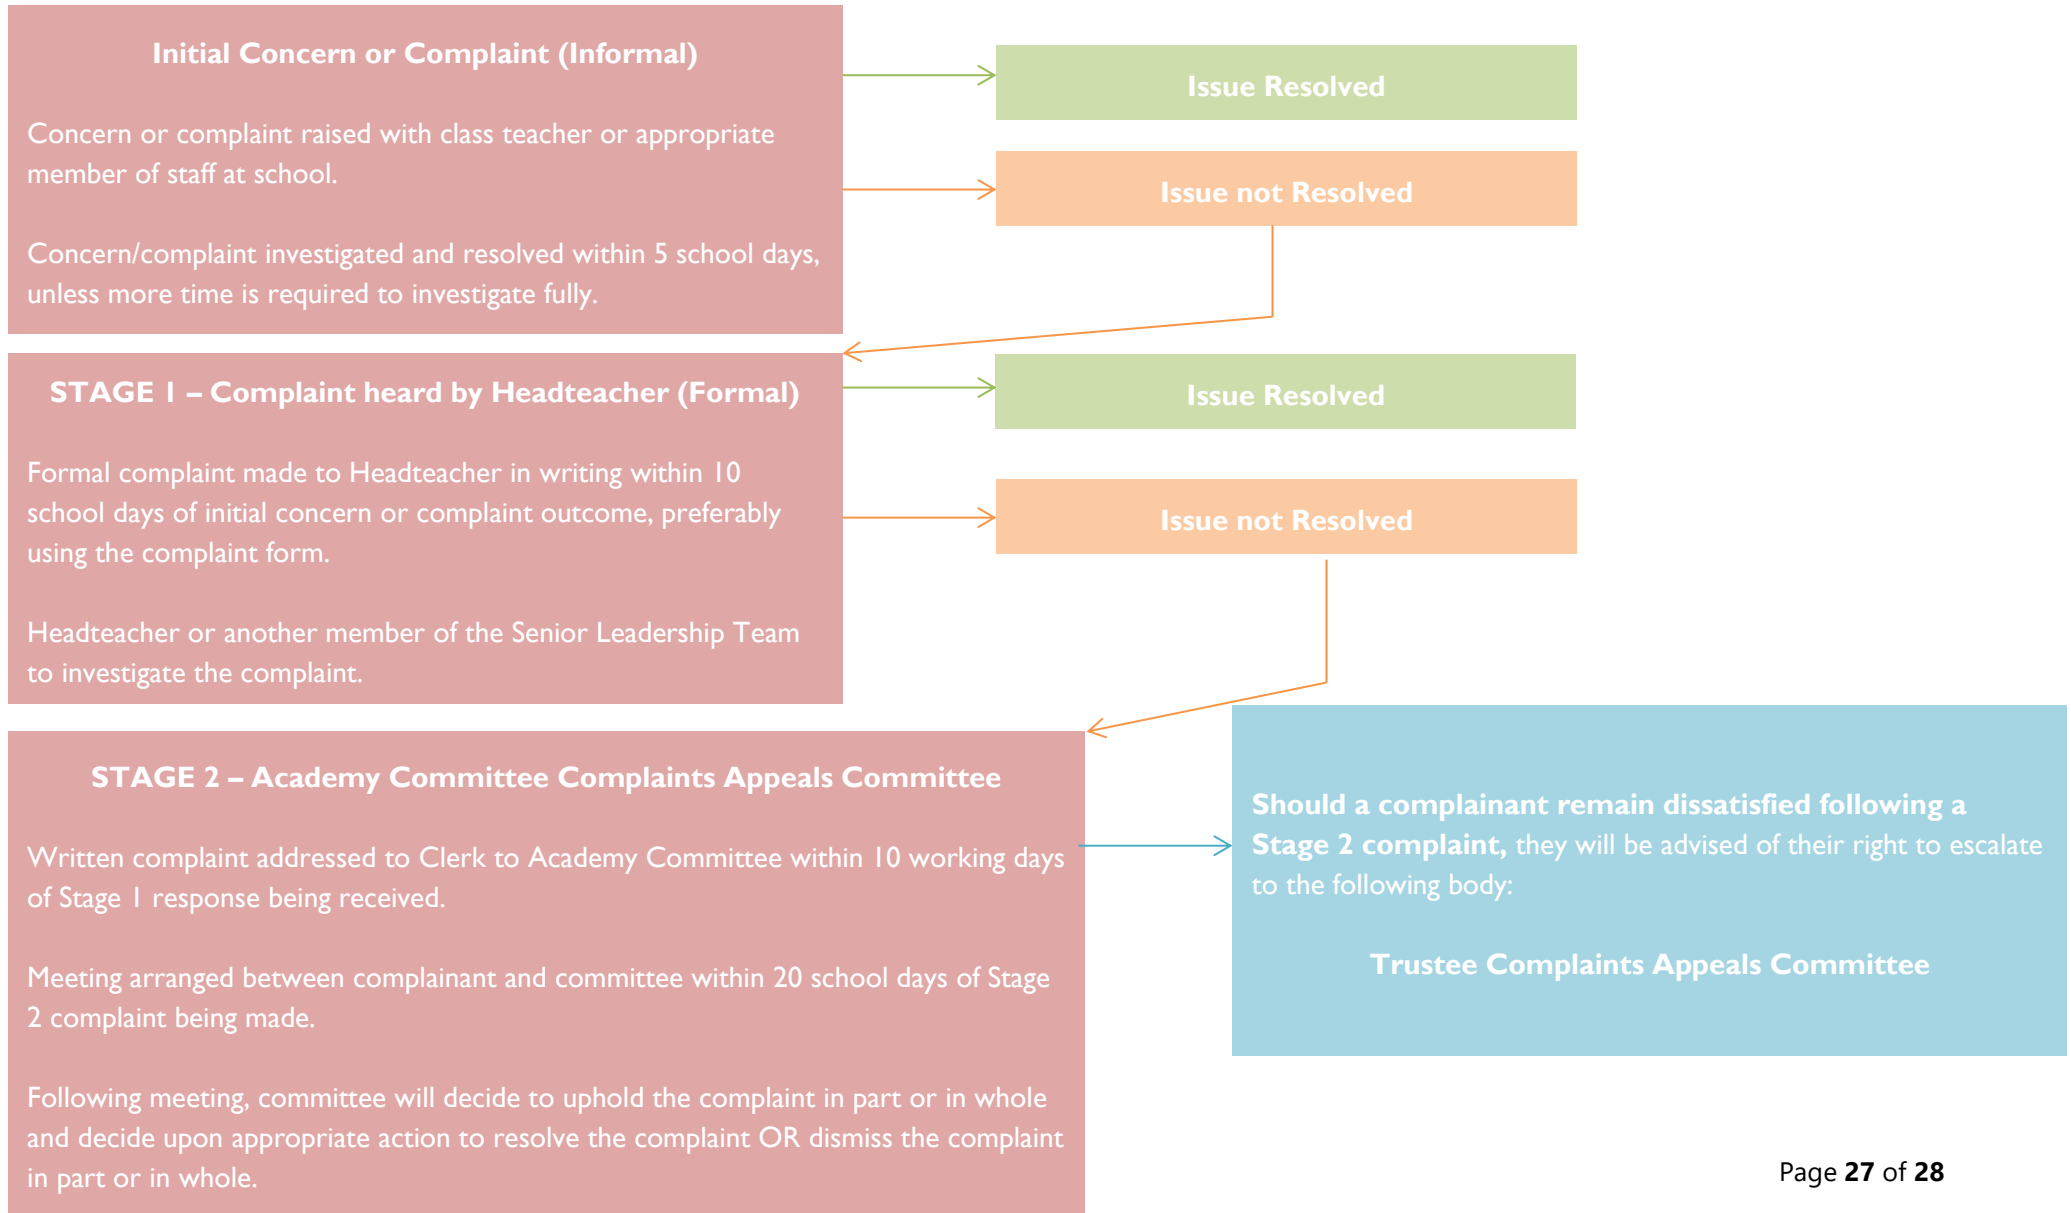 Initial Concern or Complaint (Informal)
Concern or complaint raised with class teacher or appropriate
member of staff at school.
Concern/complaint investigated and resolved within 5 school days,
unless more time is required to investigate fully.
Issue Resolved
Issue not Resolved
STAGE 1 – Complaint heard by Headteacher (Formal)
Formal complaint made to Headteacher in writing within 10
school days of initial concern or complaint outcome, preferably
using the complaint form.
Headteacher or another member of the Senior Leadership Team
to investigate the complaint.
Issue Resolved
Issue not Resolved
STAGE 2 – Academy Committee Complaints Appeals Committee
Written complaint addressed to Clerk to Academy Committee within 10 working days
of Stage 1 response being received.
Meeting arranged between complainant and committee within 20 school days of Stage
2 complaint being made.
Following meeting, committee will decide to uphold the complaint in part or in whole
and decide upon appropriate action to resolve the complaint OR dismiss the complaint
in part or in whole.
Should a complainant remain dissatisfied following a
Stage 2 complaint, they will be advised of their right to escalate
to the following body:
Trustee Complaints Appeals Committee
Page 27 of 28